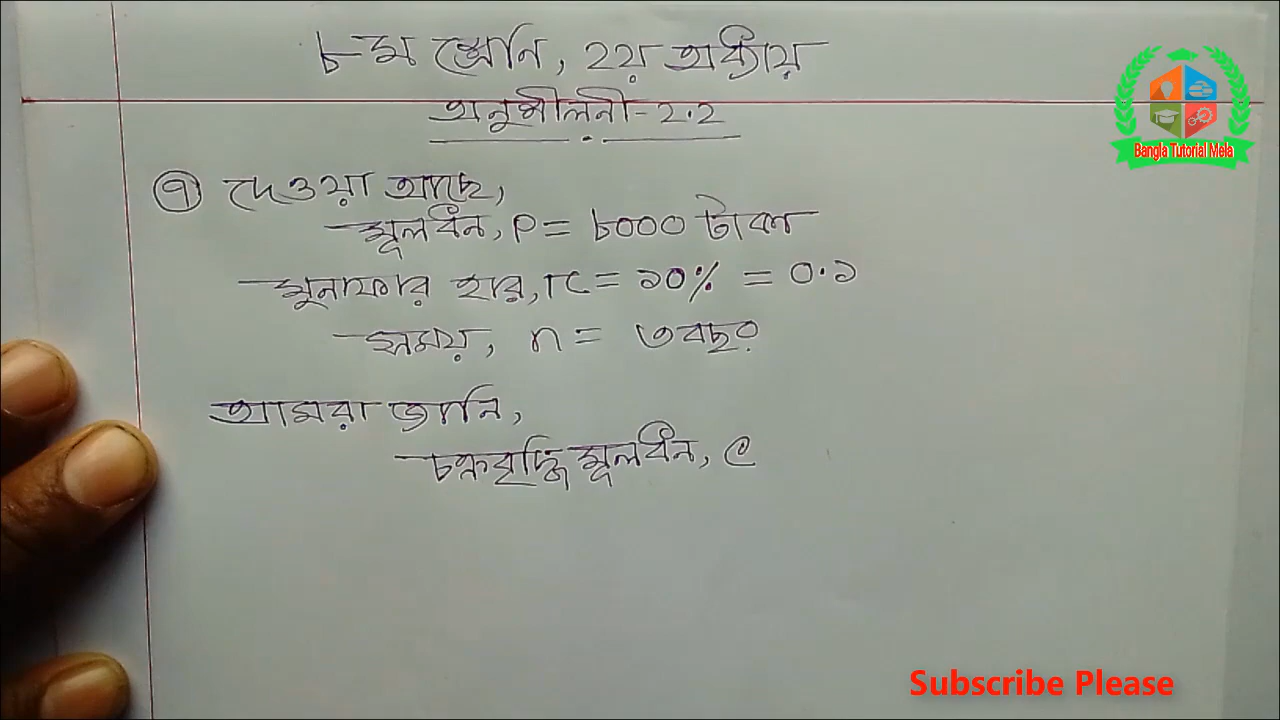 ৮ম শ্রেনি, ২য় অধ্যায়
অনুশীলনী-২.২
৭ দেওয়া আছে,
মূলধন, P = ৮০০০ টাকা
মুনাফার হার, r = ১০% = ০.১
সময়, n = ৩ বছর
আমরা জানি,
চক্রবৃদ্ধি মূলধন, C
Bangla Tutorial Mela
Subscribe Please